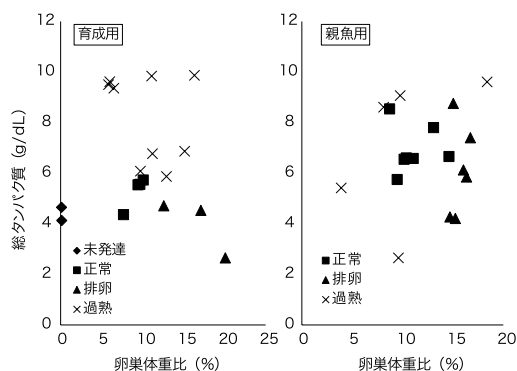 育成用
総タンパク質（g/dL）
12
10
8
6
4
2
0
未発達
正常
排卵
過熟
0 5 10 15 20 25
卵巣体重比（%）
親魚用
12
10
8
6
4
2
0
正常
排卵
過熟
0 5 10 15 20
卵巣体重比（%）